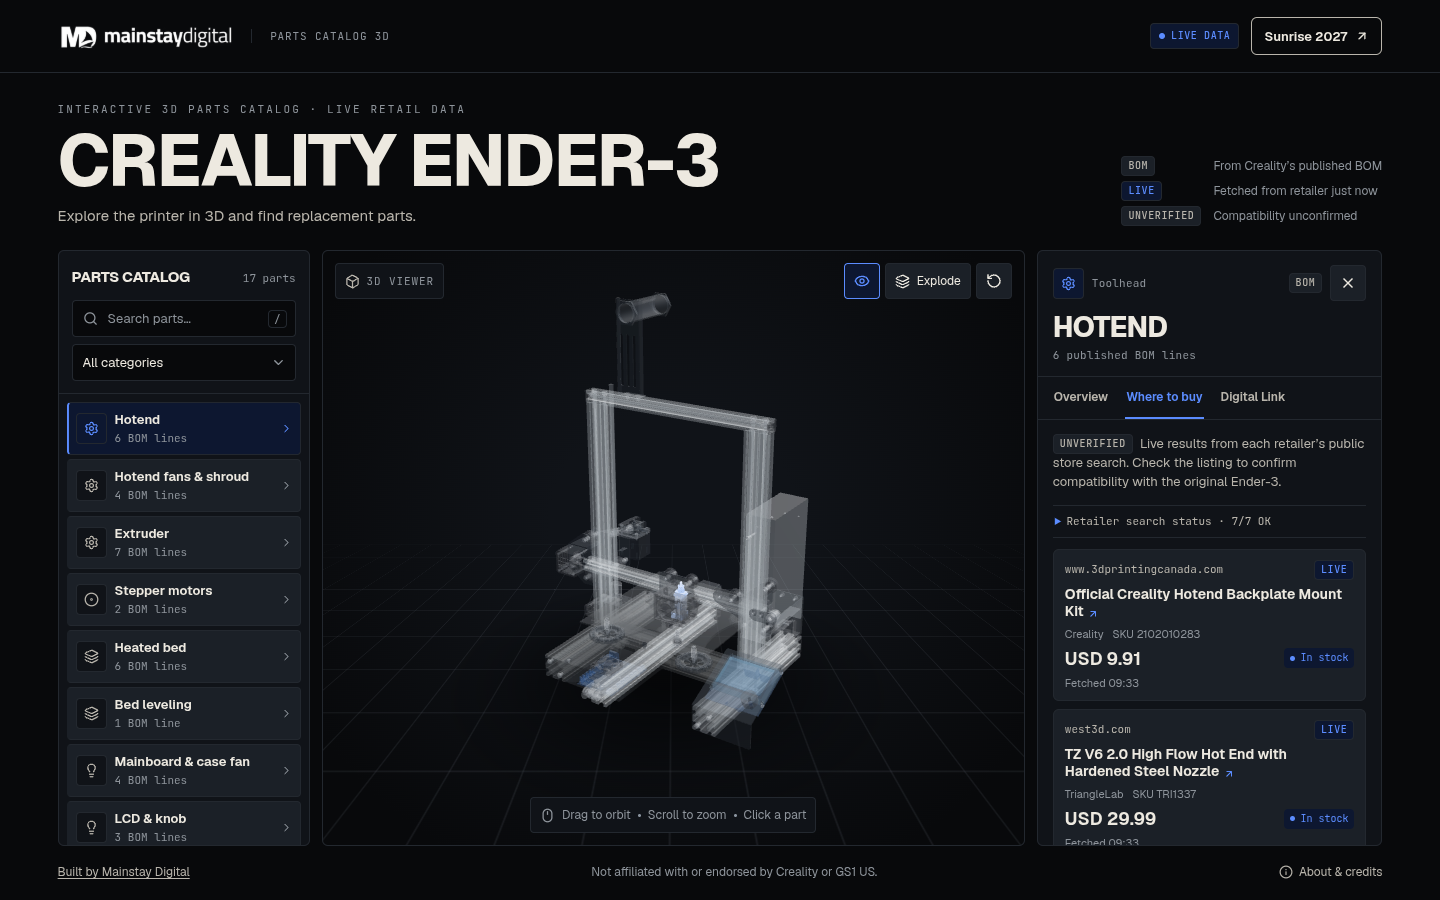 MD mainstaydigital
PARTS CATALOG 3D
LIVE DATA
Sunrise 2027
INTERACTIVE 3D PARTS CATALOG · LIVE RETAIL DATA
CREALITY ENDER-3
Explore the printer in 3D and find replacement parts.
BOM From Creality's published BOM
LIVE Fetched from retailer just now
UNVERIFIED Compatibility unconfirmed
PARTS CATALOG 17 parts
Search parts... /
All categories
Hotend
6 BOM lines
Hotend fans & shroud
4 BOM lines
Extruder
7 BOM lines
Stepper motors
2 BOM lines
Heated bed
6 BOM lines
Bed leveling
1 BOM line
Mainboard & case fan
4 BOM lines
LCD & knob
3 BOM lines
3D VIEWER
Explode
Drag to orbit • Scroll to zoom • Click a part
Toolhead BOM
HOTEND
6 published BOM lines
Overview Where to buy Digital Link
UNVERIFIED Live results from each retailer's public
store search. Check the listing to confirm
compatibility with the original Ender-3.
Retailer search status · 7/7 OK
www.3dprintingcanada.com LIVE
Official Creality Hotend Backplate Mount
Kit
Creality SKU 2102010283
USD 9.91 In stock
Fetched 09:33
west3d.com LIVE
TZ V6 2.0 High Flow Hot End with
Hardened Steel Nozzle
TriangleLab SKU TRI1337
USD 29.99 In stock
Fetched 09:33
Built by Mainstay Digital
Not affiliated with or endorsed by Creality or GS1 US.
About & credits